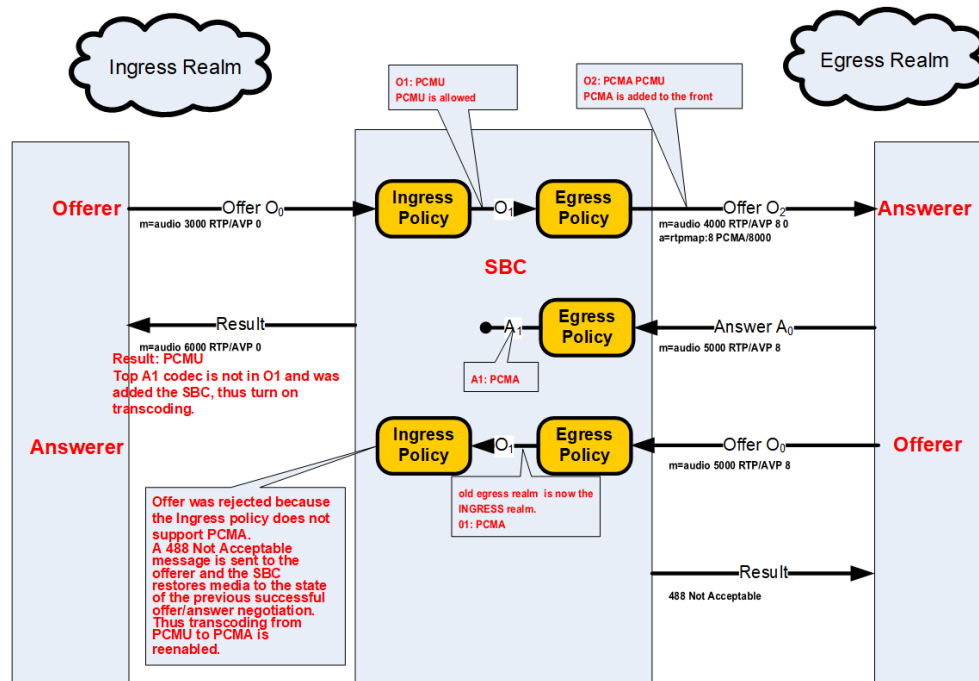 Ingress Realm
Egress Realm
O1: PCMU
PCMU is allowed
O2: PCMA PCMU
PCMA is added to the front
Offerer
Offer O0
m=audio 3000 RTP/AVP 0
Ingress
Policy
O1
Egress
Policy
Offer O2
m=audio 4000 RTP/AVP 8 0
a=rtpmap:8 PCMA/8000
Answerer
SBC
Result
m=audio 6000 RTP/AVP 0
Result: PCMU
Top A1 codec is not in O1 and was
added the SBC, thus turn on
transcoding.
A1
Egress
Policy
Answer A0
m=audio 5000 RTP/AVP 8
A1: PCMA
Answerer
Ingress
Policy
O1
Egress
Policy
Offer O0
m=audio 5000 RTP/AVP 8
Offerer
old egress realm is now the
INGRESS realm.
01: PCMA
Offer was rejected because
the Ingress policy does not
support PCMA.
A 488 Not Acceptable
message is sent to the
offerer and the SBC
restores media to the state
of the previous successful
offer/answer negotiation.
Thus transcoding from
PCMU to PCMA is
reenabled.
Result
488 Not Acceptable